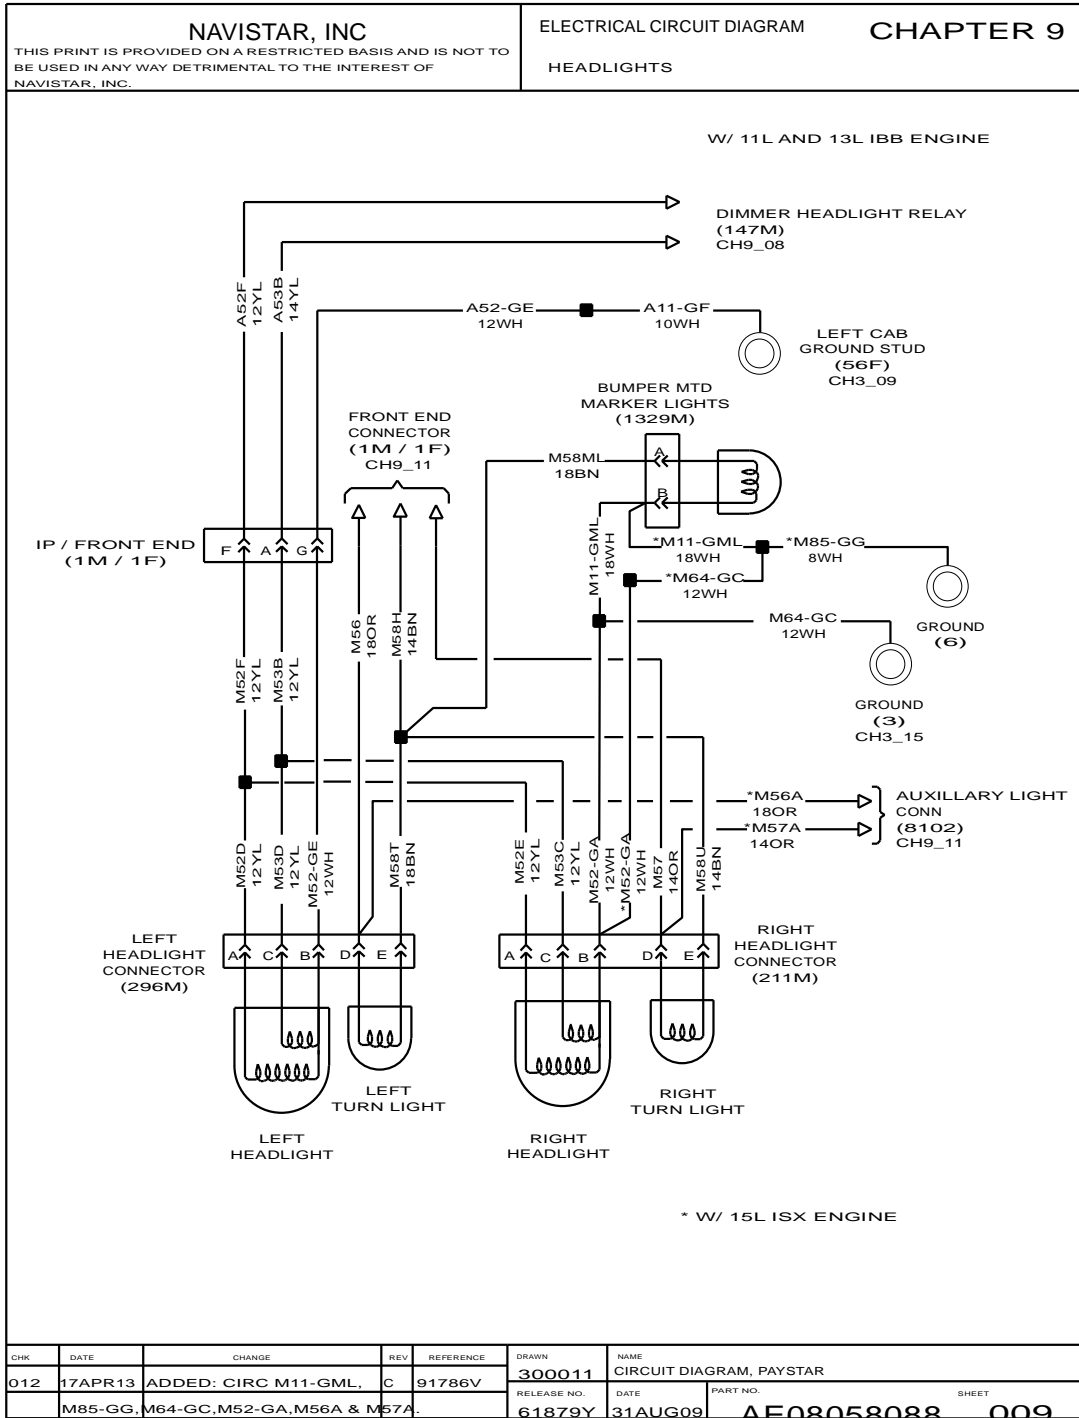 NAVISTAR, INC
THIS PRINT IS PROVIDED ON A RESTRICTED BASIS AND IS NOT TO
BE USED IN ANY WAY DETRIMENTAL TO THE INTEREST OF
NAVISTAR, INC.
ELECTRICAL CIRCUIT DIAGRAM
CHAPTER 9
HEADLIGHTS
W/ 11L AND 13L IBB ENGINE
DIMMER HEADLIGHT RELAY
(147M)
CH9_08
A52F
12YL
A53B
14YL
A52-GE
12WH
A11-GF
10WH
LEFT CAB
GROUND STUD
(56F)
CH3_09
BUMPER MTD
MARKER LIGHTS
(1329M)
FRONT END
CONNECTOR
(1M / 1F)
CH9_11
M58ML
18BN
A
B
IP / FRONT END
(1M / 1F)
F
A
G
M11-GML
18WH
*M11-GML
18WH
*M85-GG
8WH
*M64-GC
12WH
M64-GC
12WH
GROUND
(6)
GROUND
(3)
CH3_15
M56
18OR
M58H
14BN
M52F
12YL
M53B
12YL
*M56A
18OR
*M57A
14OR
AUXILLARY LIGHT
CONN
(8102)
CH9_11
M52D
12YL
M53D
12YL
M52-GE
12WH
M58T
18BN
M52E
12YL
M53C
12YL
M52-GA
12WH
*M52-GA
12WH
M57
14OR
M58U
14BN
LEFT
HEADLIGHT
CONNECTOR
(296M)
A
C
B
D
E
A
C
B
D
E
RIGHT
HEADLIGHT
CONNECTOR
(211M)
LEFT
TURN LIGHT
RIGHT
TURN LIGHT
LEFT
HEADLIGHT
RIGHT
HEADLIGHT
* W/ 15L ISX ENGINE
CHK
DATE
CHANGE
REV
REFERENCE
DRAWN
NAME
012
17APR13
ADDED: CIRC M11-GML,
C
91786V
300011
CIRCUIT DIAGRAM, PAYSTAR
M85-GG,M64-GC,M52-GA,M56A & M57A.
RELEASE NO.
DATE
PART NO.
SHEET
61879Y
31AUG09
AE08058088
009